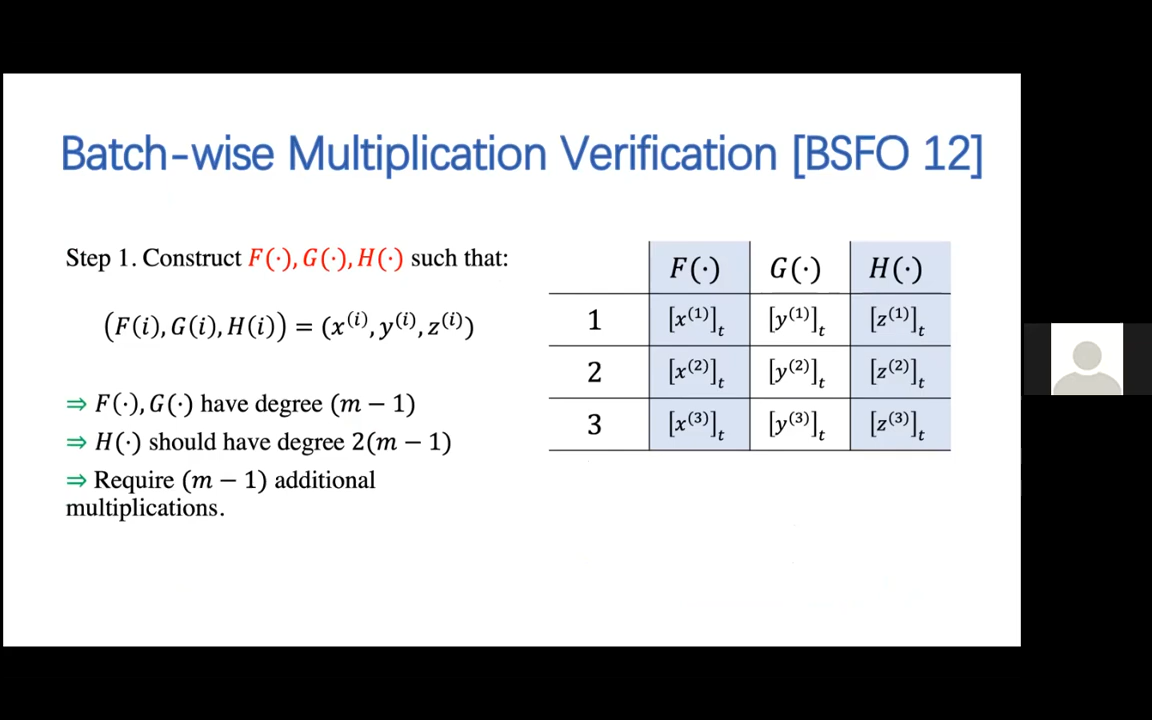 Batch-wise Multiplication Verification [BSFO 12]
Step 1. Construct F(·), G(·), H(·) such that:
(F(i), G(i), H(i)) = (x^(i), y^(i), z^(i))
⇒ F(·), G(·) have degree (m − 1)
⇒ H(·) should have degree 2(m − 1)
⇒ Require (m − 1) additional
multiplications.
F(·) G(·) H(·)
1 [x^(1)]_t [y^(1)]_t [z^(1)]_t
2 [x^(2)]_t [y^(2)]_t [z^(2)]_t
3 [x^(3)]_t [y^(3)]_t [z^(3)]_t